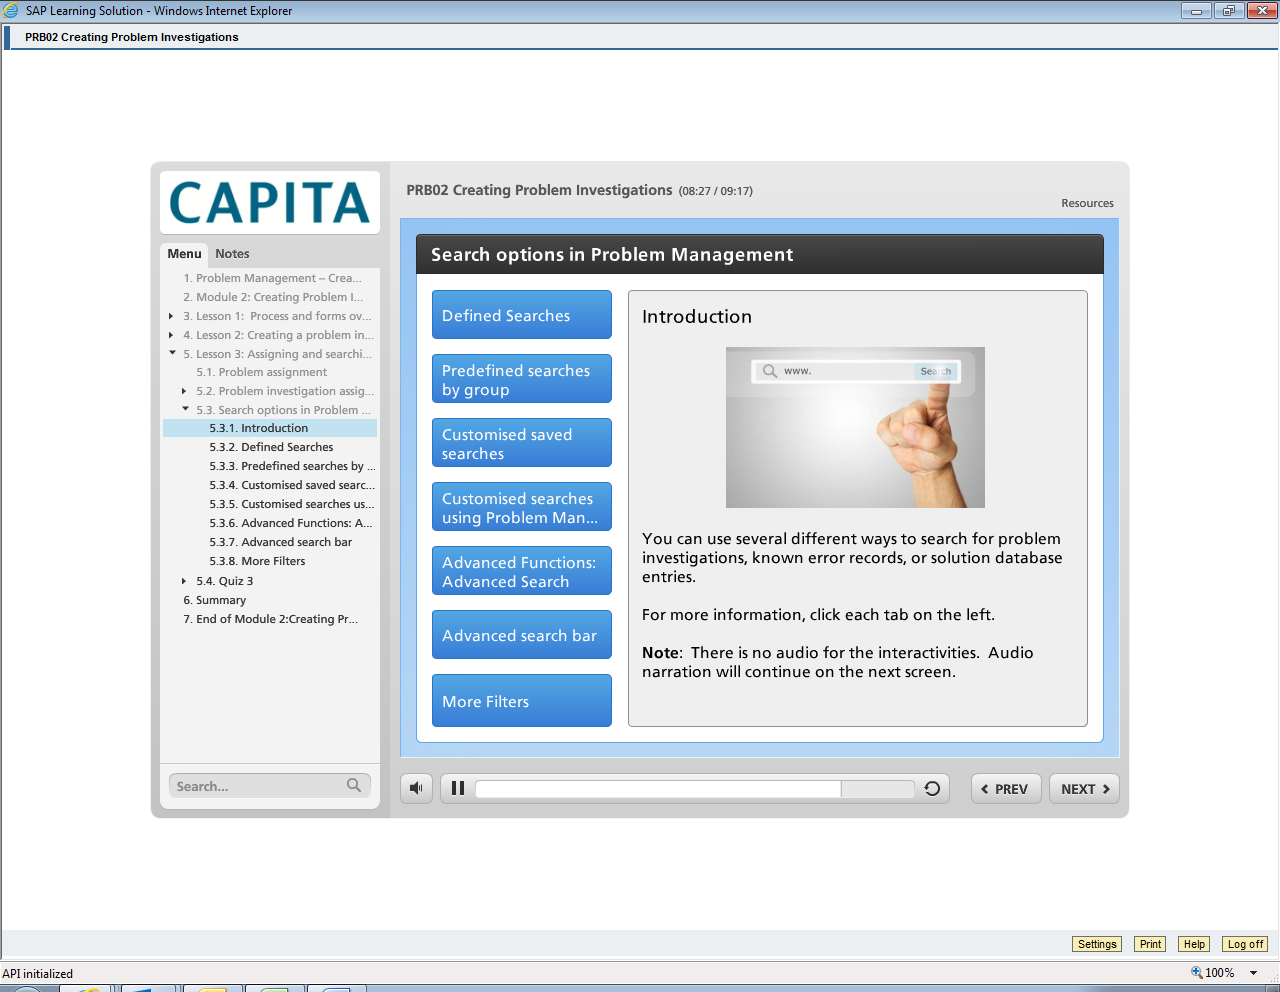 SAP Learning Solution - Windows Internet Explorer
PRB02 Creating Problem Investigations
CAPITA
PRB02 Creating Problem Investigations (08:27 / 09:17)
Resources
Menu Notes
1. Problem Management – Crea...
2. Module 2: Creating Problem I...
3. Lesson 1: Process and forms ov...
4. Lesson 2: Creating a problem in...
5. Lesson 3: Assigning and searchi...
5.1. Problem assignment
5.2. Problem investigation assig...
5.3. Search options in Problem ...
5.3.1. Introduction
5.3.2. Defined Searches
5.3.3. Predefined searches by ...
5.3.4. Customised saved searc...
5.3.5. Customised searches us...
5.3.6. Advanced Functions: A...
5.3.7. Advanced search bar
5.3.8. More Filters
5.4. Quiz 3
6. Summary
7. End of Module 2:Creating Pr...
Search...
Search options in Problem Management
Defined Searches
Predefined searches
by group
Customised saved
searches
Customised searches
using Problem Man...
Advanced Functions:
Advanced Search
Advanced search bar
More Filters
Introduction
www. Search
You can use several different ways to search for problem
investigations, known error records, or solution database
entries.
For more information, click each tab on the left.
Note: There is no audio for the interactivities. Audio
narration will continue on the next screen.
PREV NEXT
Settings Print Help Log off
API initialized
100%